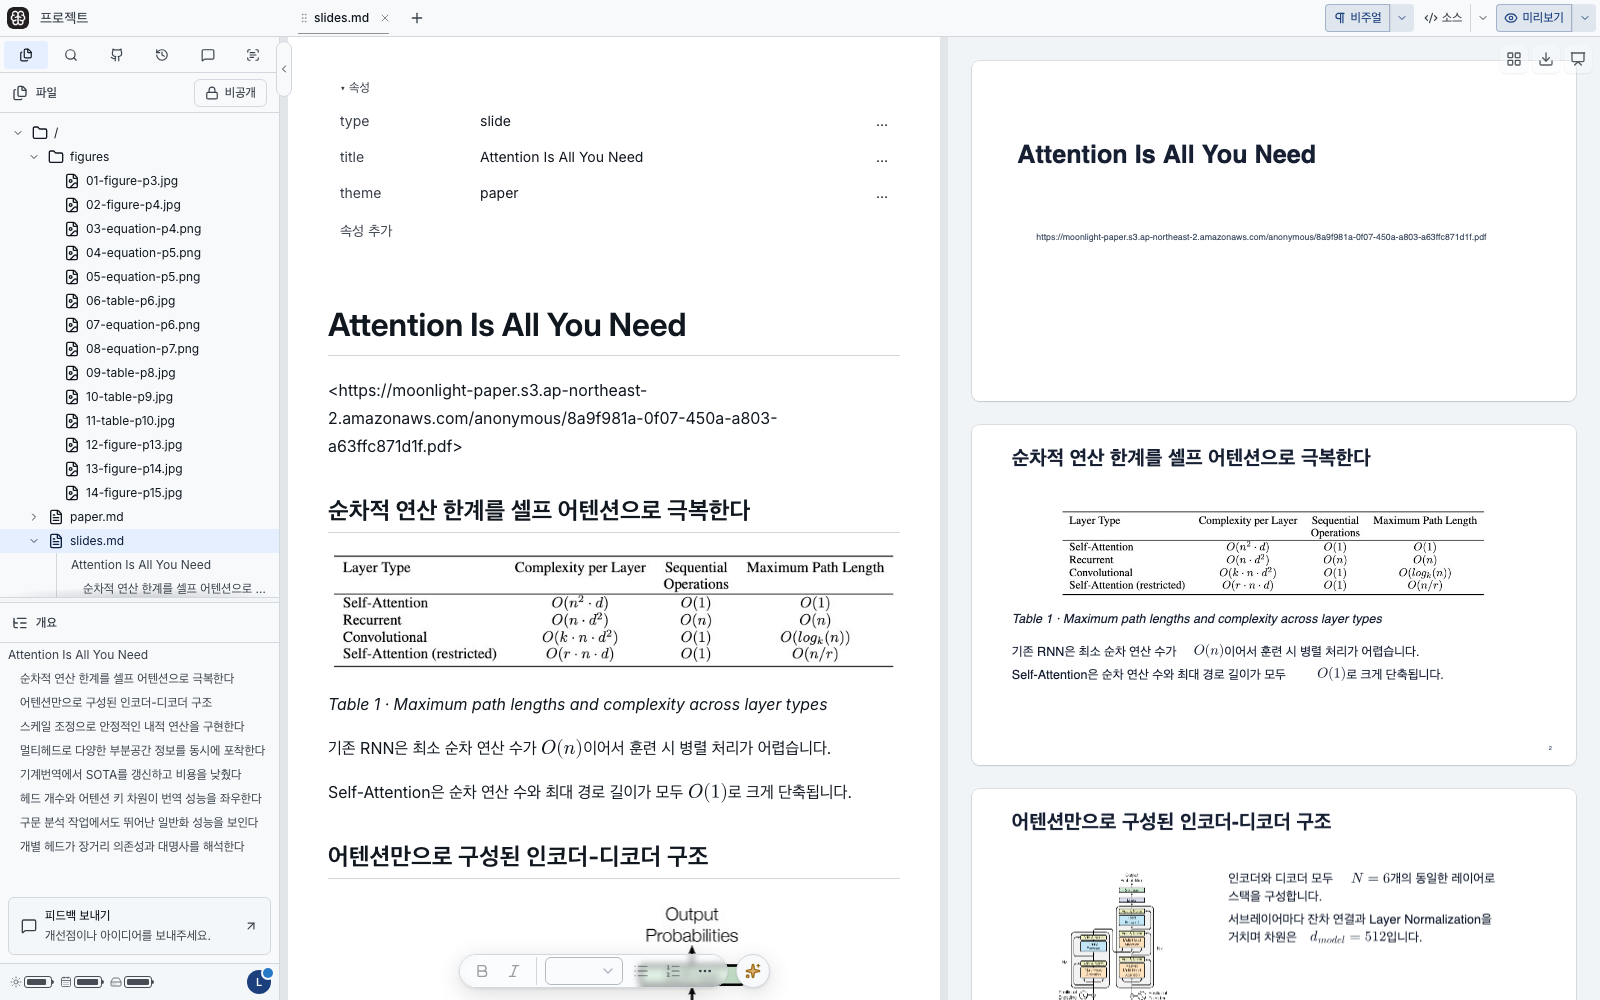 프로젝트
slides.md
비주얼
소스
미리보기
파일
비공개
/
figures
01-figure-p3.jpg
02-figure-p4.jpg
03-equation-p4.png
04-equation-p5.png
05-equation-p5.png
06-table-p6.jpg
07-equation-p6.png
08-equation-p7.png
09-table-p8.jpg
10-table-p9.jpg
11-table-p10.jpg
12-figure-p13.jpg
13-figure-p14.jpg
14-figure-p15.jpg
paper.md
slides.md
Attention Is All You Need
순차적 연산 한계를 셀프 어텐션으로 ...
개요
Attention Is All You Need
순차적 연산 한계를 셀프 어텐션으로 극복한다
어텐션만으로 구성된 인코더-디코더 구조
스케일 조정으로 안정적인 내적 연산을 구현한다
멀티헤드로 다양한 부분공간 정보를 동시에 포착한다
기계번역에서 SOTA를 갱신하고 비용을 낮췄다
헤드 개수와 어텐션 키 차원이 번역 성능을 좌우한다
구문 분석 작업에서도 뛰어난 일반화 성능을 보인다
개별 헤드가 장거리 의존성과 대명사를 해석한다
피드백 보내기
개선점이나 아이디어를 보내주세요.
L
속성
type slide ...
title Attention Is All You Need ...
theme paper ...
속성 추가
Attention Is All You Need
<https://moonlight-paper.s3.ap-northeast-
2.amazonaws.com/anonymous/8a9f981a-0f07-450a-a803-
a63ffc871d1f.pdf>
순차적 연산 한계를 셀프 어텐션으로 극복한다
Layer Type Complexity per Layer Sequential Maximum Path Length
Operations
Self-Attention O(n² · d) O(1) O(1)
Recurrent O(n · d²) O(n) O(n)
Convolutional O(k · n · d²) O(1) O(logₖ(n))
Self-Attention (restricted) O(r · n · d) O(1) O(n/r)
Table 1 · Maximum path lengths and complexity across layer types
기존 RNN은 최소 순차 연산 수가 O(n)이어서 훈련 시 병렬 처리가 어렵습니다.
Self-Attention은 순차 연산 수와 최대 경로 길이가 모두 O(1)로 크게 단축됩니다.
어텐션만으로 구성된 인코더-디코더 구조
Output
Probabilities
B I
Attention Is All You Need
https://moonlight-paper.s3.ap-northeast-2.amazonaws.com/anonymous/8a9f981a-0f07-450a-a803-a63ffc871d1f.pdf
순차적 연산 한계를 셀프 어텐션으로 극복한다
Layer Type Complexity per Layer Sequential Maximum Path Length
Operations
Self-Attention O(n² · d) O(1) O(1)
Recurrent O(n · d²) O(n) O(n)
Convolutional O(k · n · d²) O(1) O(logₖ(n))
Self-Attention (restricted) O(r · n · d) O(1) O(n/r)
Table 1 · Maximum path lengths and complexity across layer types
기존 RNN은 최소 순차 연산 수가 O(n)이어서 훈련 시 병렬 처리가 어렵습니다.
Self-Attention은 순차 연산 수와 최대 경로 길이가 모두 O(1)로 크게 단축됩니다.
2
어텐션만으로 구성된 인코더-디코더 구조
인코더와 디코더 모두 N = 6개의 동일한 레이어로
스택을 구성합니다.
서브레이어마다 잔차 연결과 Layer Normalization을
거치며 차원은 d_model = 512입니다.